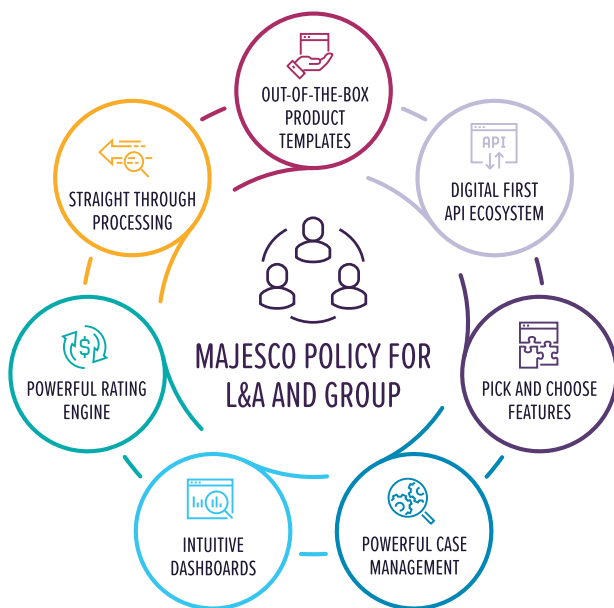 OUT-OF-THE-BOX
PRODUCT
TEMPLATES
API
DIGITAL FIRST
API ECOSYSTEM
PICK AND CHOOSE
FEATURES
POWERFUL CASE
MANAGEMENT
INTUITIVE
DASHBOARDS
$
POWERFUL RATING
ENGINE
STRAIGHT THROUGH
PROCESSING
MAJESCO POLICY FOR
L&A AND GROUP